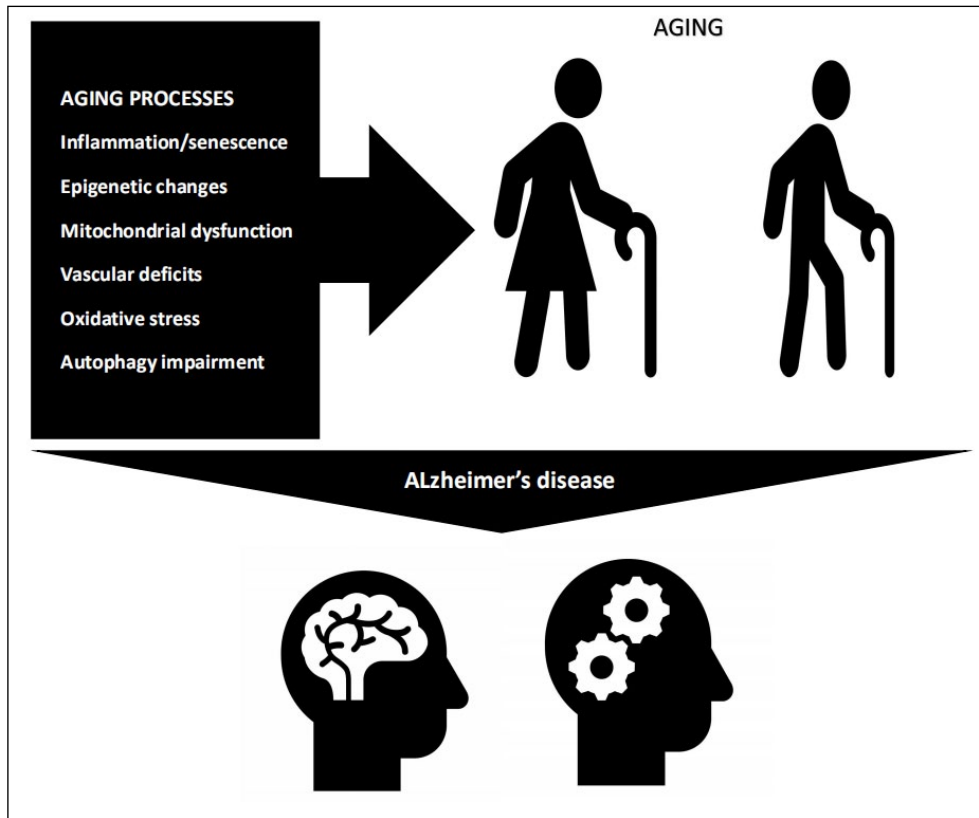 AGING
AGING PROCESSES
Inflammation/senescence
Epigenetic changes
Mitochondrial dysfunction
Vascular deficits
Oxidative stress
Autophagy impairment
ALzheimer’s disease